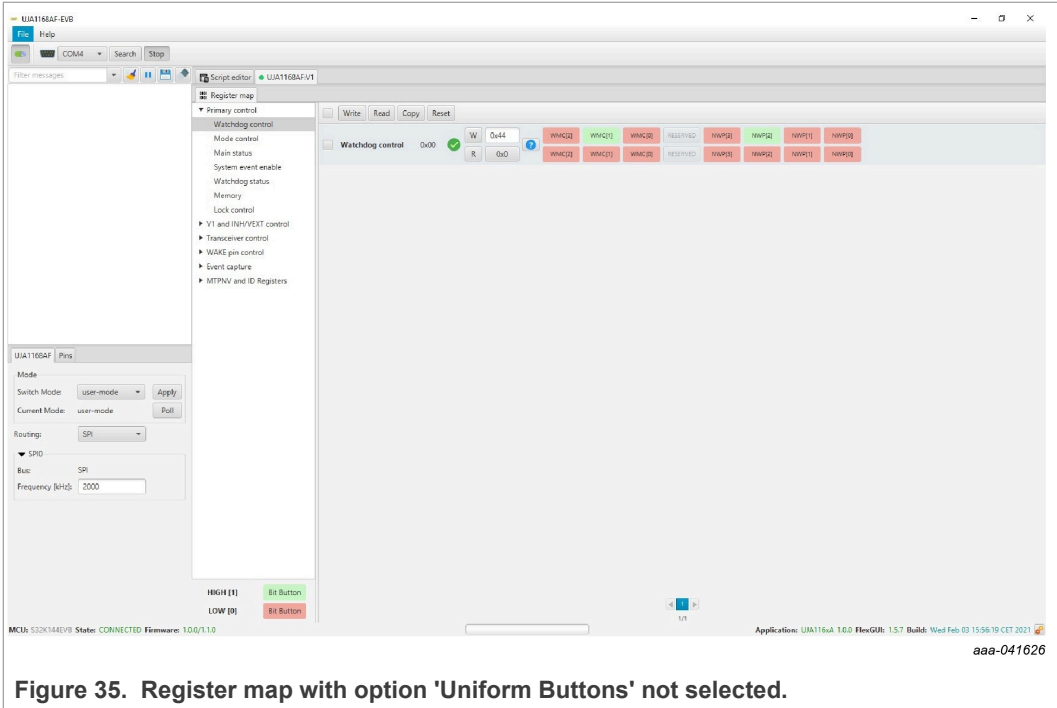 UJA1168AF-EVB
File Help
COM4 Search Stop
Filter messages
Script editor UJA1168AF:V1
Register map
Primary control
Watchdog control
Mode control
Main status
System event enable
Watchdog status
Memory
Lock control
V1 and INH/VEXT control
Transceiver control
WAKE pin control
Event capture
MTPNV and ID Registers
Write Read Copy Reset
Watchdog control 0x00
W 0x44 WMC[2] WMC[1] WMC[0] RESERVED NWP[3] NWP[2] NWP[1] NWP[0]
R 0x0 WMC[2] WMC[1] WMC[0] RESERVED NWP[3] NWP[2] NWP[1] NWP[0]
UJA1168AF Pins
Mode
Switch Mode: user-mode Apply
Current Mode: user-mode Poll
Routing: SPI
SPI0
Bus: SPI
Frequency [kHz]: 2000
HIGH [1] Bit Button
LOW [0] Bit Button
1
1/1
MCU: S32K144EVB State: CONNECTED Firmware: 1.0.0/1.1.0
Application: UJA116xA 1.0.0 FlexGUI: 1.5.7 Build: Wed Feb 03 15:56:19 CET 2021
aaa-041626
Figure 35. Register map with option 'Uniform Buttons' not selected.